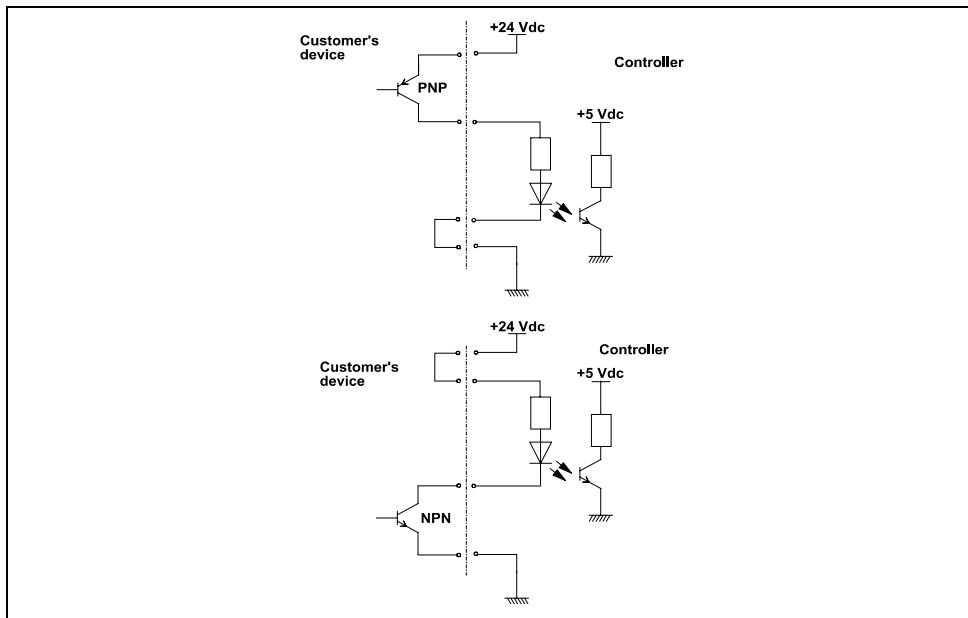 +24 Vdc
Customer's
device
Controller
PNP
+5 Vdc
+24 Vdc
Controller
Customer's
device
+5 Vdc
NPN